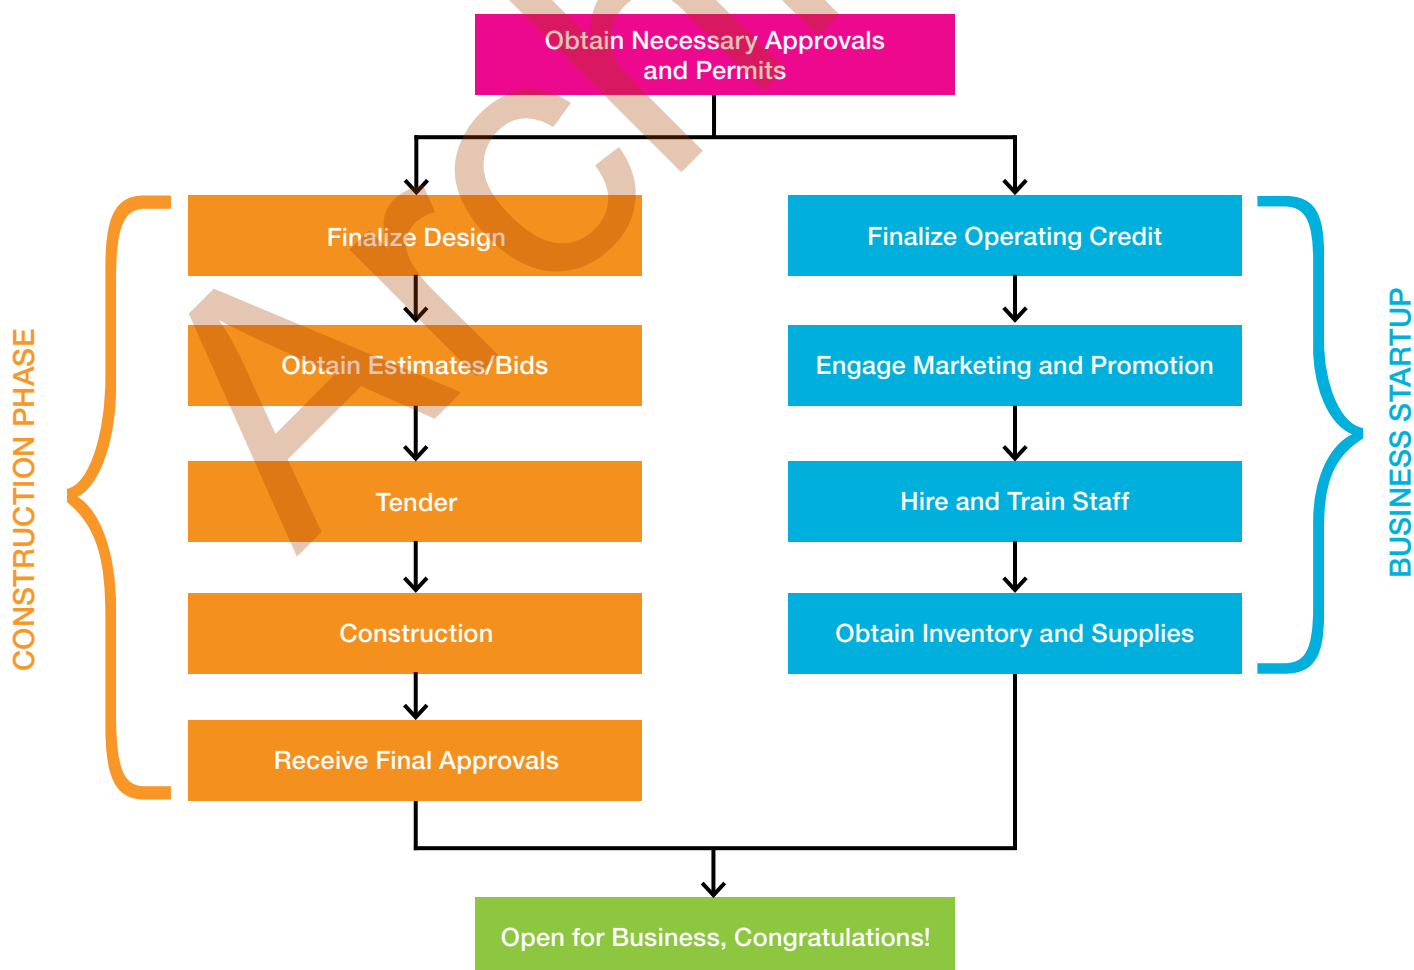 Obtain Necessary Approvals
and Permits
CONSTRUCTION PHASE
Finalize Design
Obtain Estimates/Bids
Tender
Construction
Receive Final Approvals
Finalize Operating Credit
Engage Marketing and Promotion
Hire and Train Staff
Obtain Inventory and Supplies
BUSINESS STARTUP
Open for Business, Congratulations!